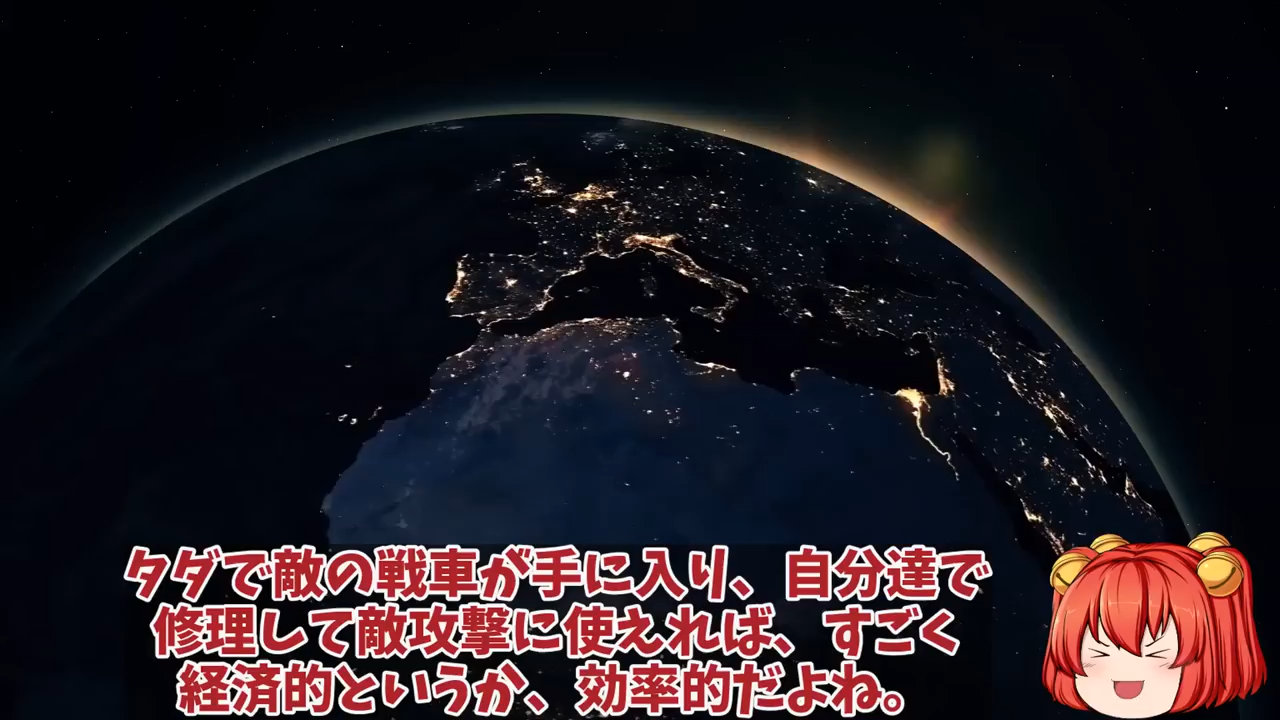 タダで敵の戦車が手に入り、自分達で
修理して敵攻撃に使えれば、すごく
経済的というか、効率的だよね。